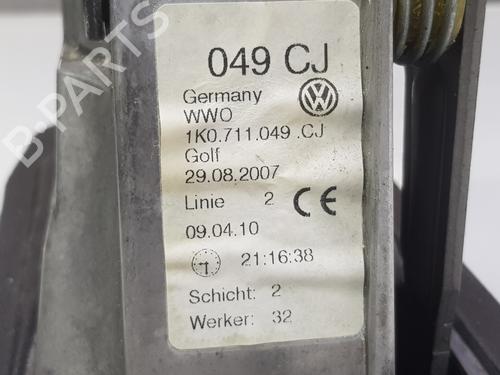 049 CJ
Germany
WWO
1K0.711.049 .CJ
Golf
29.08.2007
Linie 2 CE
09.04.10
21:16:38
Schicht: 2
Werker: 32
B-PARTS